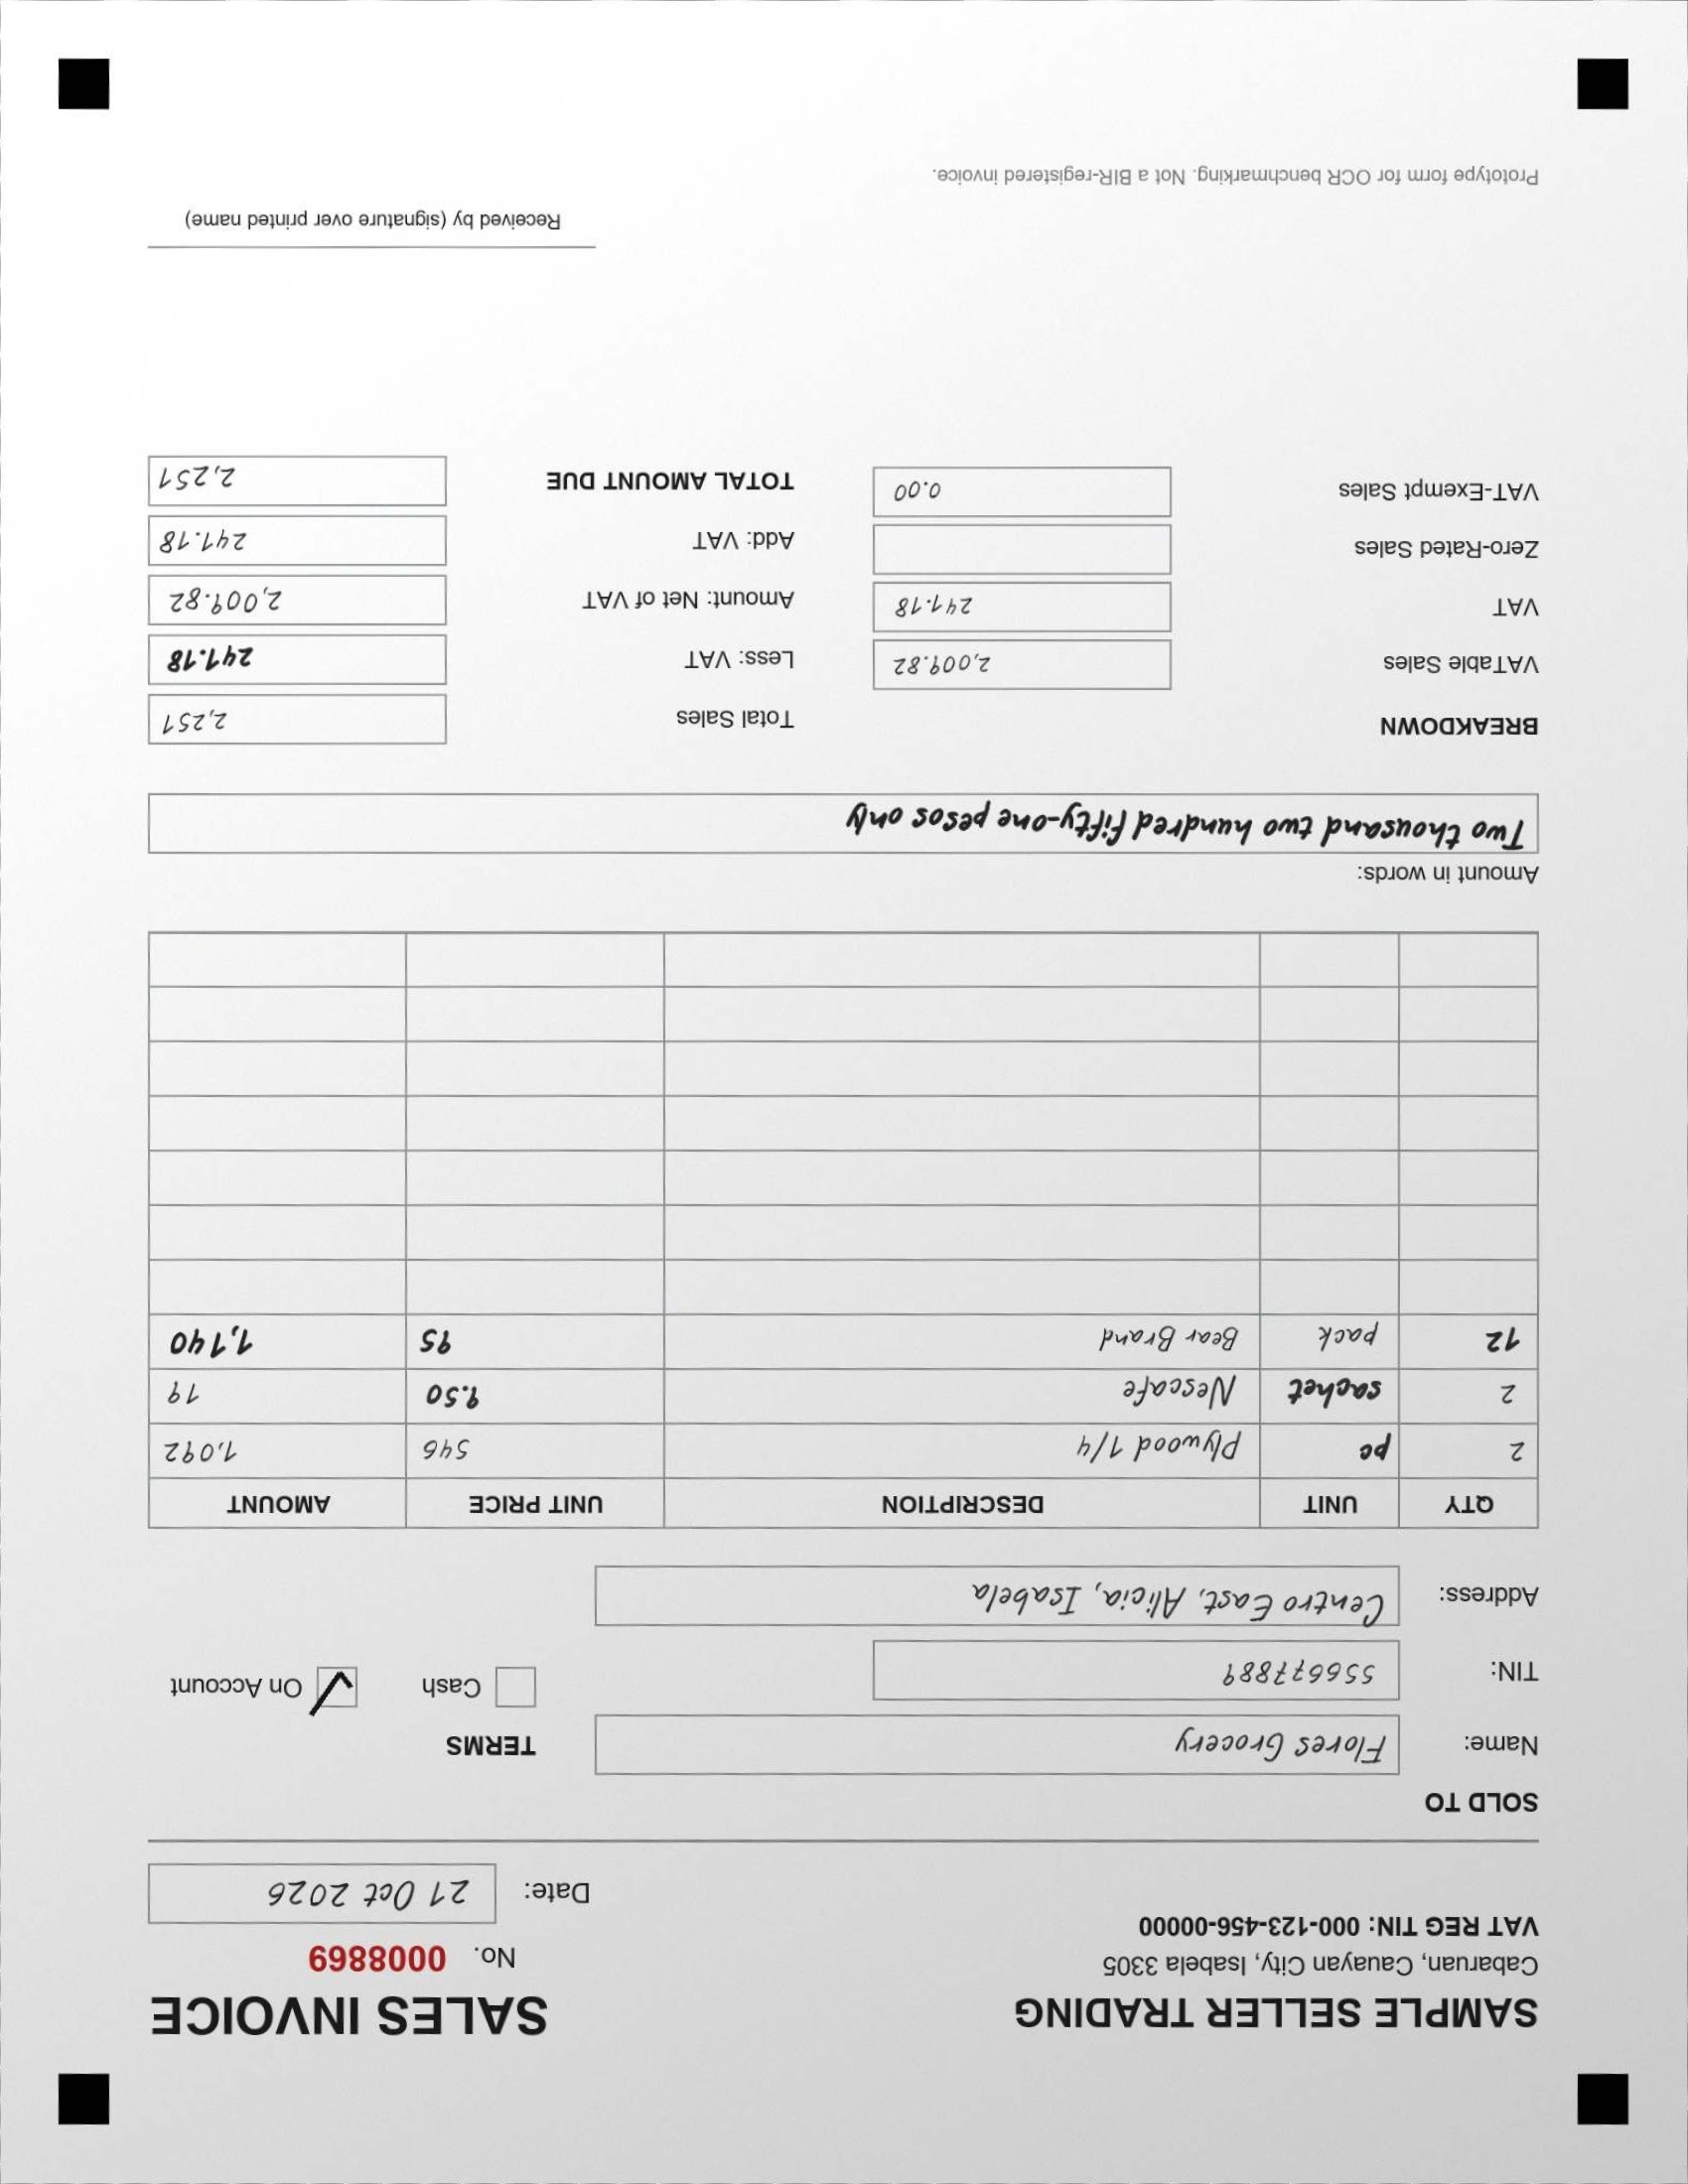 SAMPLE SELLER TRADING
Cabaruan, Cauayan City, Isabela 3305
VAT REG TIN: 000-123-456-00000
SALES INVOICE
No. 0008869
Date: 21 Oct 2026
SOLD TO
Name: Flores Grocery
TIN: 556677889
Address: Centro East, Alicia, Isabela
TERMS
Cash On Account
QTY UNIT DESCRIPTION UNIT PRICE AMOUNT
2 pc Plywood 1/4 546 1,092
2 sachet Nescafe 9.50 19
12 pack Bear Brand 95 1,140
Amount in words:
Two thousand two hundred fifty-one pesos only
BREAKDOWN
VATable Sales 2,009.82
VAT 241.18
Zero-Rated Sales
VAT-Exempt Sales 0.00
Total Sales 2,251
Less: VAT 241.18
Amount: Net of VAT 2,009.82
Add: VAT 241.18
TOTAL AMOUNT DUE 2,251
Received by (signature over printed name)
Prototype form for OCR benchmarking. Not a BIR-registered invoice.